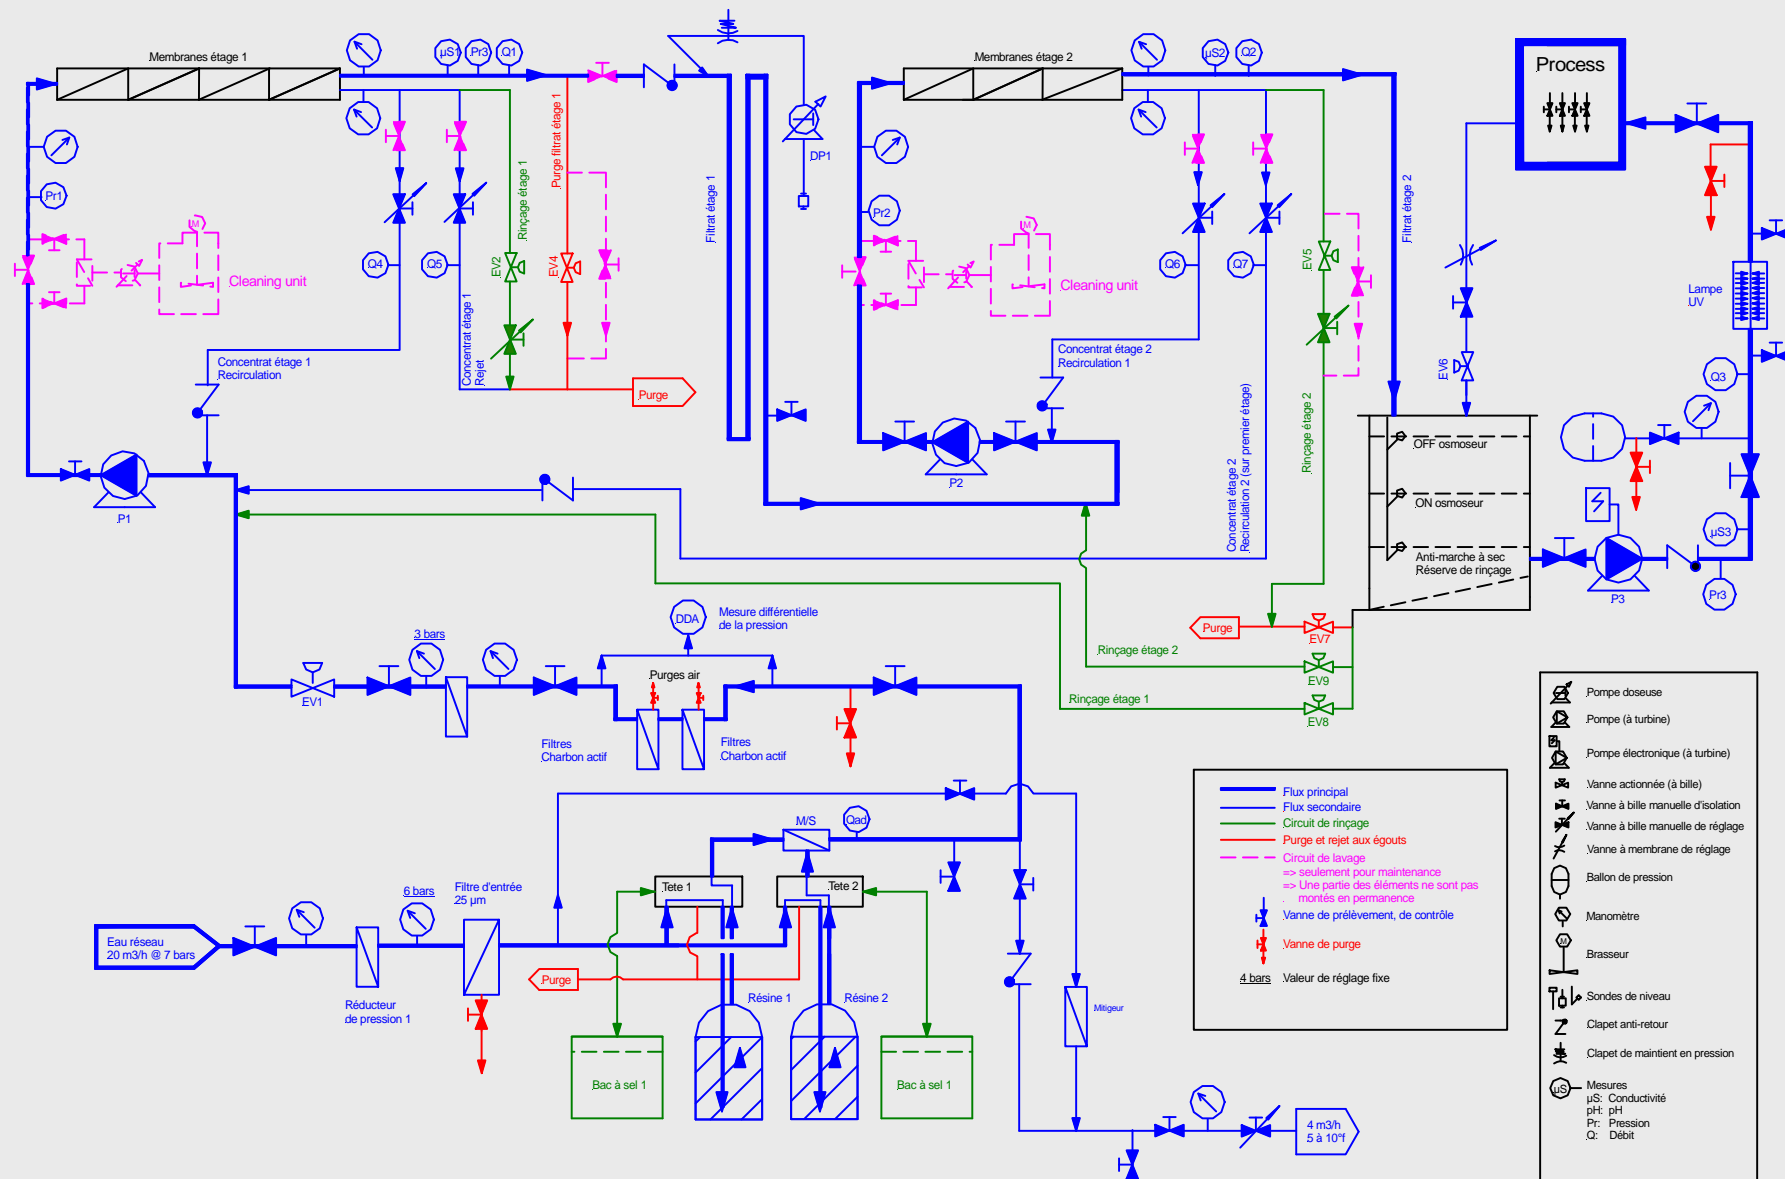 Membranes étage 1
µS1
Pr3
Q1
Pr1
M
Cleaning unit
Q4
Q5
Concentrat étage 1
Recirculation
Concentrat étage 1
Rejet
Rinçage étage 1
EV2
Purge filtrat étage 1
EV4
Purge
P1
Filtrat étage 1
DP1
Membranes étage 2
µS2
Q2
Pr2
M
Cleaning unit
Q6
Q7
Concentrat étage 2
Recirculation 1
P2
Concentrat étage 2
Recirculation 2 (sur premier étage)
EV5
Rinçage étage 2
Filtrat étage 2
Process
EV6
Lampe
UV
Q3
µS3
Pr3
P3
OFF osmoseur
ON osmoseur
Anti-marche à sec
Réserve de rinçage
Purge
EV7
Rinçage étage 2
EV9
Rinçage étage 1
EV8
EV1
3 bars
DDA
Mesure différentielle
de la pression
Purges air
Filtres
Charbon actif
Filtres
Charbon actif
M/S
Qad
Tete 1
Tete 2
Eau réseau
20 m3/h @ 7 bars
6 bars
Filtre d'entrée
25 µm
Réducteur
de pression 1
Purge
Résine 1
Résine 2
Bac à sel 1
Bac à sel 1
Mitigeur
4 m3/h
5 à 10°f
Flux principal
Flux secondaire
Circuit de rinçage
Purge et rejet aux égouts
Circuit de lavage
=> seulement pour maintenance
=> Une partie des éléments ne sont pas
montés en permanence
Vanne de prélèvement, de contrôle
Vanne de purge
4 bars Valeur de réglage fixe
Pompe doseuse
Pompe (à turbine)
Pompe électronique (à turbine)
Vanne actionnée (à bille)
Vanne à bille manuelle d'isolation
Vanne à bille manuelle de réglage
Vanne à membrane de réglage
Ballon de pression
Manomètre
M
Brasseur
Sondes de niveau
Clapet anti-retour
Clapet de maintient en pression
µS
Mesures
µS: Conductivité
pH: pH
Pr: Pression
Q: Débit